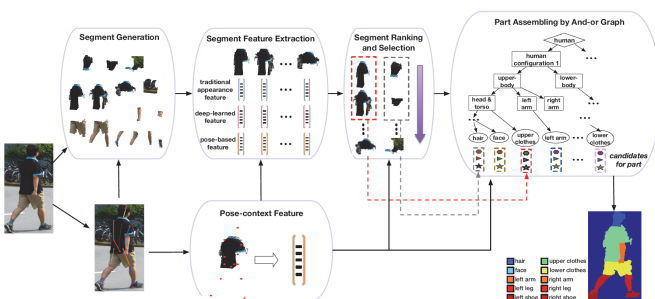 Segment Generation
Segment Feature Extraction
traditional
appearance
feature
deep-learned
feature
pose-based
feature
Segment Ranking
and Selection
Part Assembling by And-or Graph
human
human
configuration 1
upper-
body
lower-
body
head &
torso
left
arm
right
arm
hair
face
upper
clothes
left arm
lower
clothes
candidates
for part
Pose-context Feature
hair
face
left arm
left leg
left shoe
upper clothes
lower clothes
right arm
right leg
right shoe